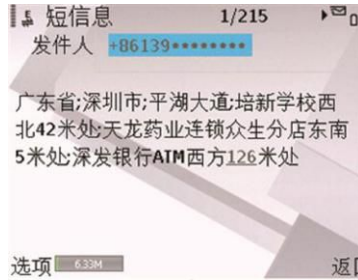 短信息 1/215
发件人 +86139********
广东省;深圳市;平湖大道;培新学校西
北42米处;天龙药业连锁众生分店东南
5米处;深发银行ATM西方126米处
选项 6.33M 返回